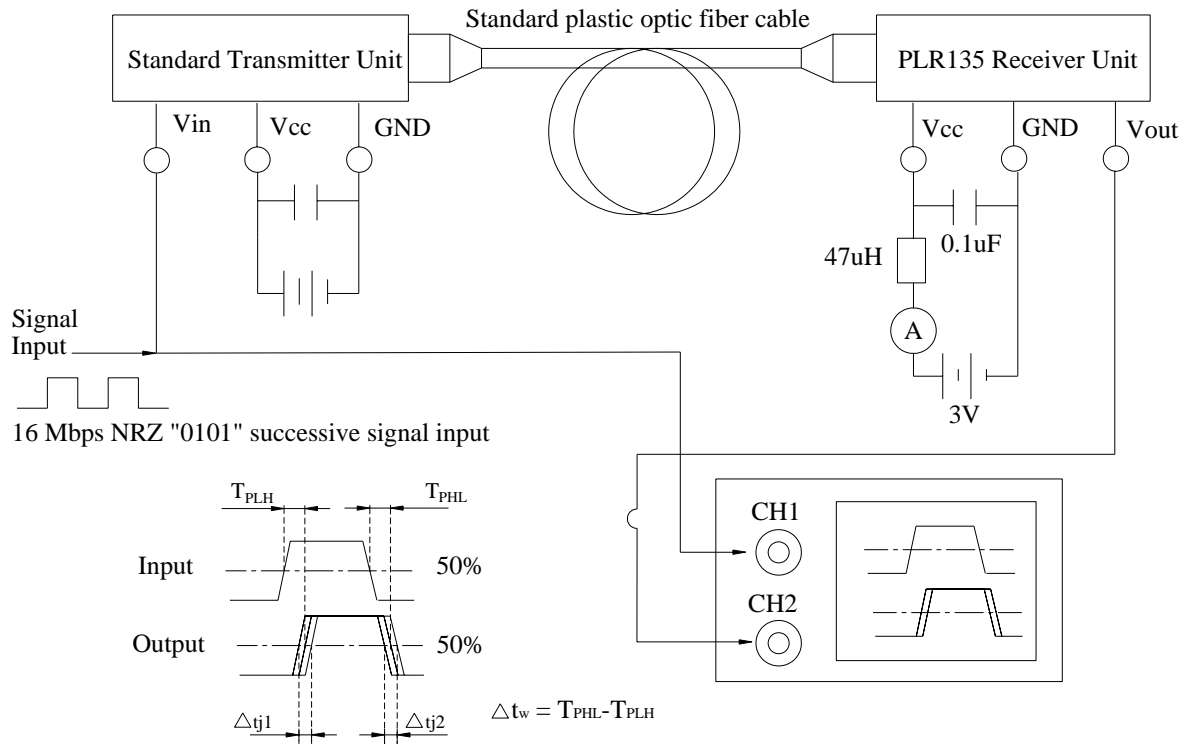 Standard plastic optic fiber cable
Standard Transmitter Unit
PLR135 Receiver Unit
Vin
Vcc
GND
Vcc
GND
Vout
0.1uF
47uH
A
3V
Signal
Input
16 Mbps NRZ "0101" successive signal input
TPLH
TPHL
Input
50%
Output
50%
△tj1
△tj2
△tw = TPHL-TPLH
CH1
CH2